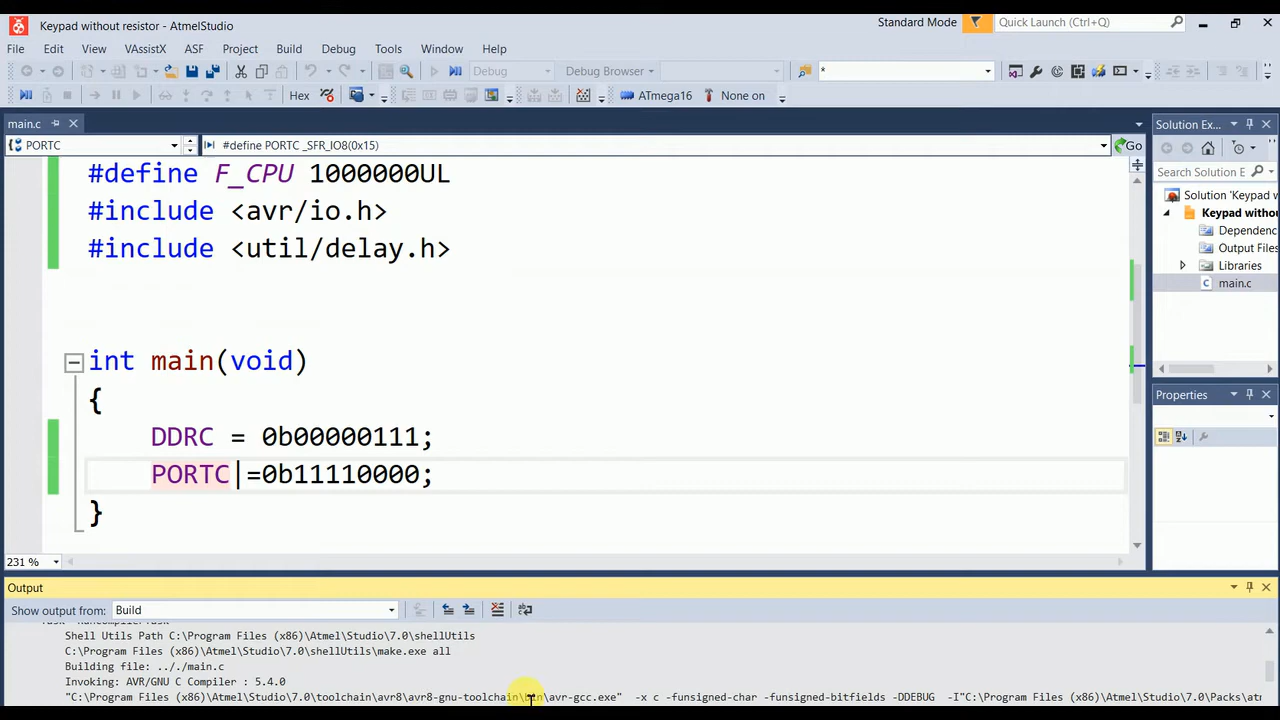 Keypad without resistor - AtmelStudio
Standard Mode
Quick Launch (Ctrl+Q)
File Edit View VAssistX ASF Project Build Debug Tools Window Help
Debug Debug Browser *
Hex ATmega16 None on
main.c
PORTC #define PORTC _SFR_IO8(0x15) Go
#define F_CPU 1000000UL
#include <avr/io.h>
#include <util/delay.h>
int main(void)
{
DDRC = 0b00000111;
PORTC |=0b11110000;
}
231 %
Solution Ex...
Search Solution E
Solution 'Keypad w
Keypad withou
Dependenc
Output Files
Libraries
main.c
Properties
Output
Show output from: Build
Shell Utils Path C:\Program Files (x86)\Atmel\Studio\7.0\shellUtils
C:\Program Files (x86)\Atmel\Studio\7.0\shellUtils\make.exe all
Building file: .././main.c
Invoking: AVR/GNU C Compiler : 5.4.0
"C:\Program Files (x86)\Atmel\Studio\7.0\toolchain\avr8\avr8-gnu-toolchain\bin\avr-gcc.exe" -x c -funsigned-char -funsigned-bitfields -DDEBUG -I"C:\Program Files (x86)\Atmel\Studio\7.0\Packs\atm